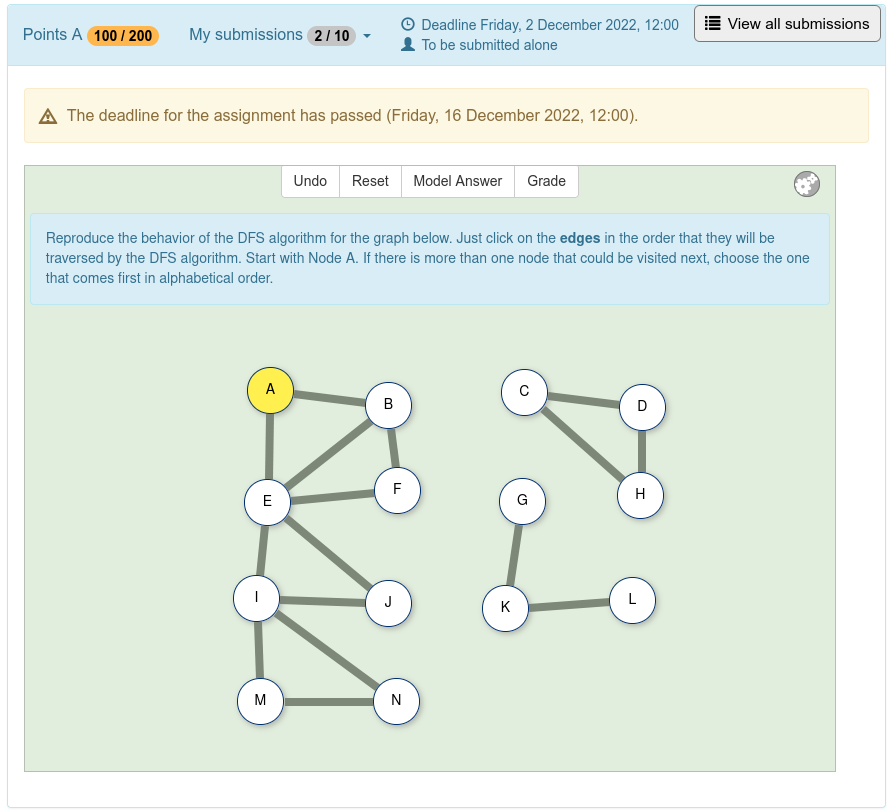 Points A 100 / 200 My submissions 2 / 10 Deadline Friday, 2 December 2022, 12:00 View all submissions
To be submitted alone
The deadline for the assignment has passed (Friday, 16 December 2022, 12:00).
Undo Reset Model Answer Grade
Reproduce the behavior of the DFS algorithm for the graph below. Just click on the edges in the order that they will be
traversed by the DFS algorithm. Start with Node A. If there is more than one node that could be visited next, choose the one
that comes first in alphabetical order.
A B C D
E F G H
I J K L
M N